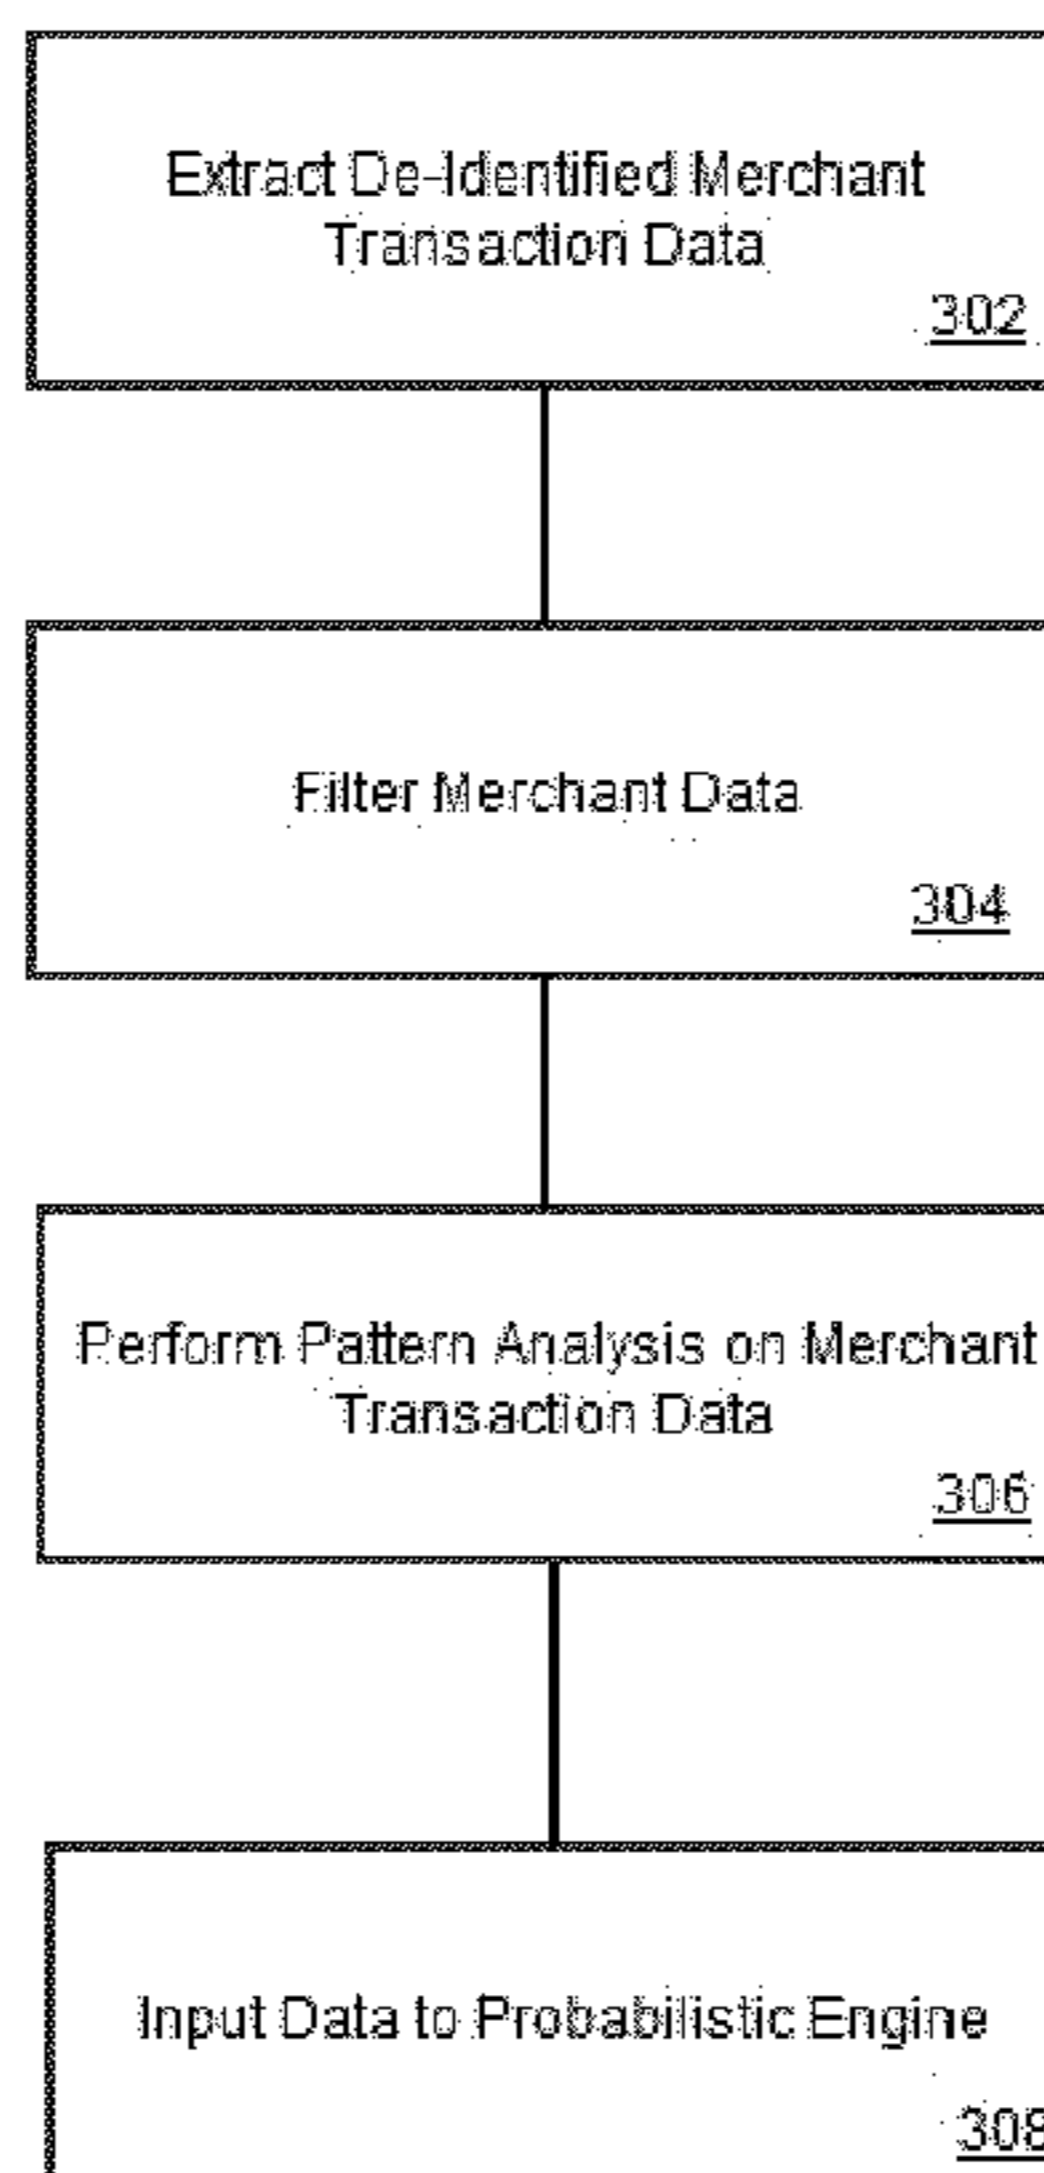 Extract De-Identified Merchant
Transaction Data
302
Filter Merchant Data
304
Perform Pattern Analysis on Merchant
Transaction Data
306
Input Data to Probabilistic Engine
308